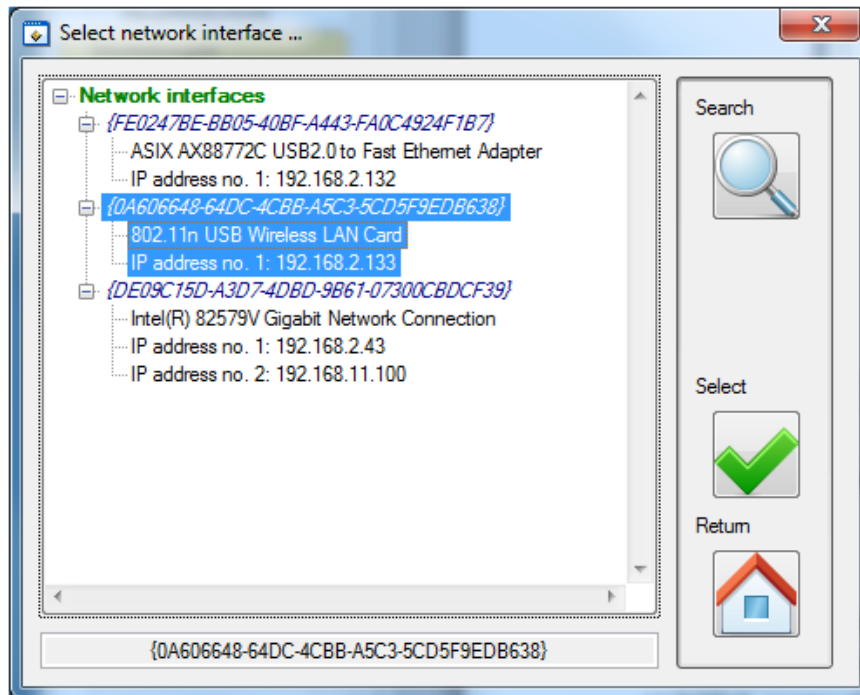 Select network interface ...
Network interfaces
{FE0247BE-BB05-40BF-A443-FA0C4924F1B7}
ASIX AX88772C USB2.0 to Fast Ethernet Adapter
IP address no. 1: 192.168.2.132
{0A606648-64DC-4CBB-A5C3-5CD5F9EDB638}
802.11n USB Wireless LAN Card
IP address no. 1: 192.168.2.133
{DE09C15D-A3D7-4DBD-9B61-07300CBDCF39}
Intel(R) 82579V Gigabit Network Connection
IP address no. 1: 192.168.2.43
IP address no. 2: 192.168.11.100
{0A606648-64DC-4CBB-A5C3-5CD5F9EDB638}
Search
Select
Return